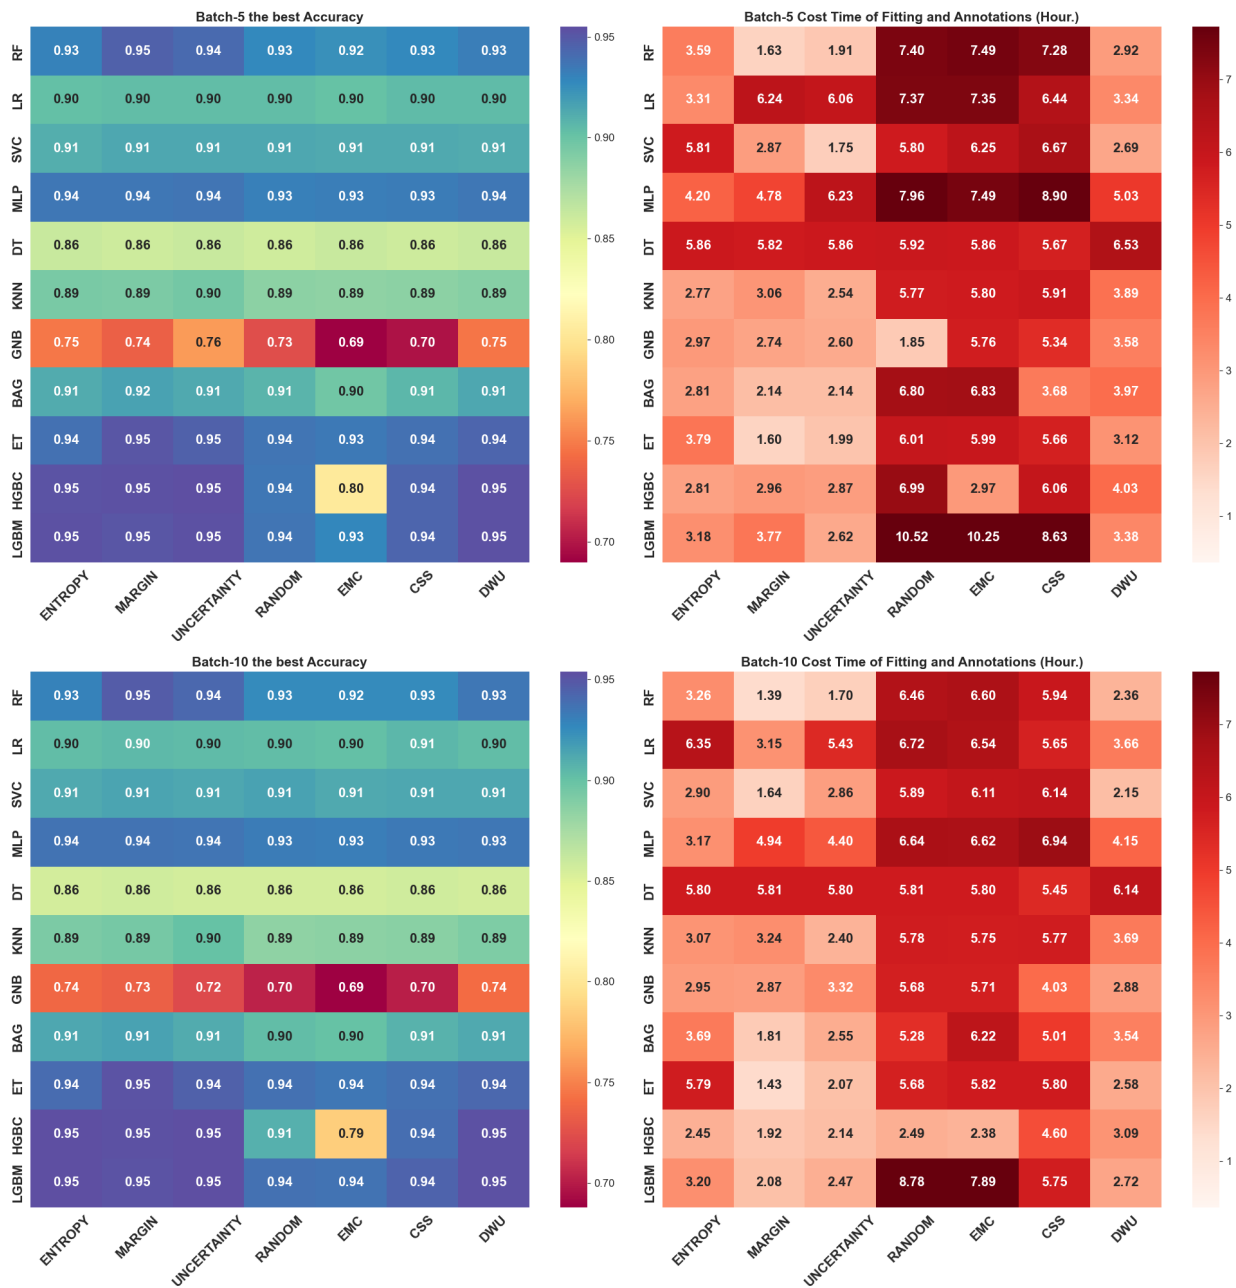 Batch-5 the best Accuracy
RF 0.93 0.95 0.94 0.93 0.92 0.93 0.93
LR 0.90 0.90 0.90 0.90 0.90 0.90 0.90
SVC 0.91 0.91 0.91 0.91 0.91 0.91 0.91
MLP 0.94 0.94 0.94 0.93 0.93 0.93 0.94
DT 0.86 0.86 0.86 0.86 0.86 0.86 0.86
KNN 0.89 0.89 0.90 0.89 0.89 0.89 0.89
GNB 0.75 0.74 0.76 0.73 0.69 0.70 0.75
BAG 0.91 0.92 0.91 0.91 0.90 0.91 0.91
ET 0.94 0.95 0.95 0.94 0.93 0.94 0.94
HGBC 0.95 0.95 0.95 0.94 0.80 0.94 0.95
LGBM 0.95 0.95 0.95 0.94 0.93 0.94 0.95
ENTROPY MARGIN UNCERTAINTY RANDOM EMC CSS DWU
0.95
0.90
0.85
0.80
0.75
0.70
Batch-5 Cost Time of Fitting and Annotations (Hour.)
RF 3.59 1.63 1.91 7.40 7.49 7.28 2.92
LR 3.31 6.24 6.06 7.37 7.35 6.44 3.34
SVC 5.81 2.87 1.75 5.80 6.25 6.67 2.69
MLP 4.20 4.78 6.23 7.96 7.49 8.90 5.03
DT 5.86 5.82 5.86 5.92 5.86 5.67 6.53
KNN 2.77 3.06 2.54 5.77 5.80 5.91 3.89
GNB 2.97 2.74 2.60 1.85 5.76 5.34 3.58
BAG 2.81 2.14 2.14 6.80 6.83 3.68 3.97
ET 3.79 1.60 1.99 6.01 5.99 5.66 3.12
HGBC 2.81 2.96 2.87 6.99 2.97 6.06 4.03
LGBM 3.18 3.77 2.62 10.52 10.25 8.63 3.38
ENTROPY MARGIN UNCERTAINTY RANDOM EMC CSS DWU
7
6
5
4
3
2
1
Batch-10 the best Accuracy
RF 0.93 0.95 0.94 0.93 0.92 0.93 0.93
LR 0.90 0.90 0.90 0.90 0.90 0.91 0.90
SVC 0.91 0.91 0.91 0.91 0.91 0.91 0.91
MLP 0.94 0.94 0.94 0.93 0.93 0.93 0.93
DT 0.86 0.86 0.86 0.86 0.86 0.86 0.86
KNN 0.89 0.89 0.90 0.89 0.89 0.89 0.89
GNB 0.74 0.73 0.72 0.70 0.69 0.70 0.74
BAG 0.91 0.91 0.91 0.90 0.90 0.91 0.91
ET 0.94 0.95 0.94 0.94 0.94 0.94 0.94
HGBC 0.95 0.95 0.95 0.91 0.79 0.94 0.95
LGBM 0.95 0.95 0.95 0.94 0.94 0.94 0.95
ENTROPY MARGIN UNCERTAINTY RANDOM EMC CSS DWU
0.95
0.90
0.85
0.80
0.75
0.70
Batch-10 Cost Time of Fitting and Annotations (Hour.)
RF 3.26 1.39 1.70 6.46 6.60 5.94 2.36
LR 6.35 3.15 5.43 6.72 6.54 5.65 3.66
SVC 2.90 1.64 2.86 5.89 6.11 6.14 2.15
MLP 3.17 4.94 4.40 6.64 6.62 6.94 4.15
DT 5.80 5.81 5.80 5.81 5.80 5.45 6.14
KNN 3.07 3.24 2.40 5.78 5.75 5.77 3.69
GNB 2.95 2.87 3.32 5.68 5.71 4.03 2.88
BAG 3.69 1.81 2.55 5.28 6.22 5.01 3.54
ET 5.79 1.43 2.07 5.68 5.82 5.80 2.58
HGBC 2.45 1.92 2.14 2.49 2.38 4.60 3.09
LGBM 3.20 2.08 2.47 8.78 7.89 5.75 2.72
ENTROPY MARGIN UNCERTAINTY RANDOM EMC CSS DWU
7
6
5
4
3
2
1